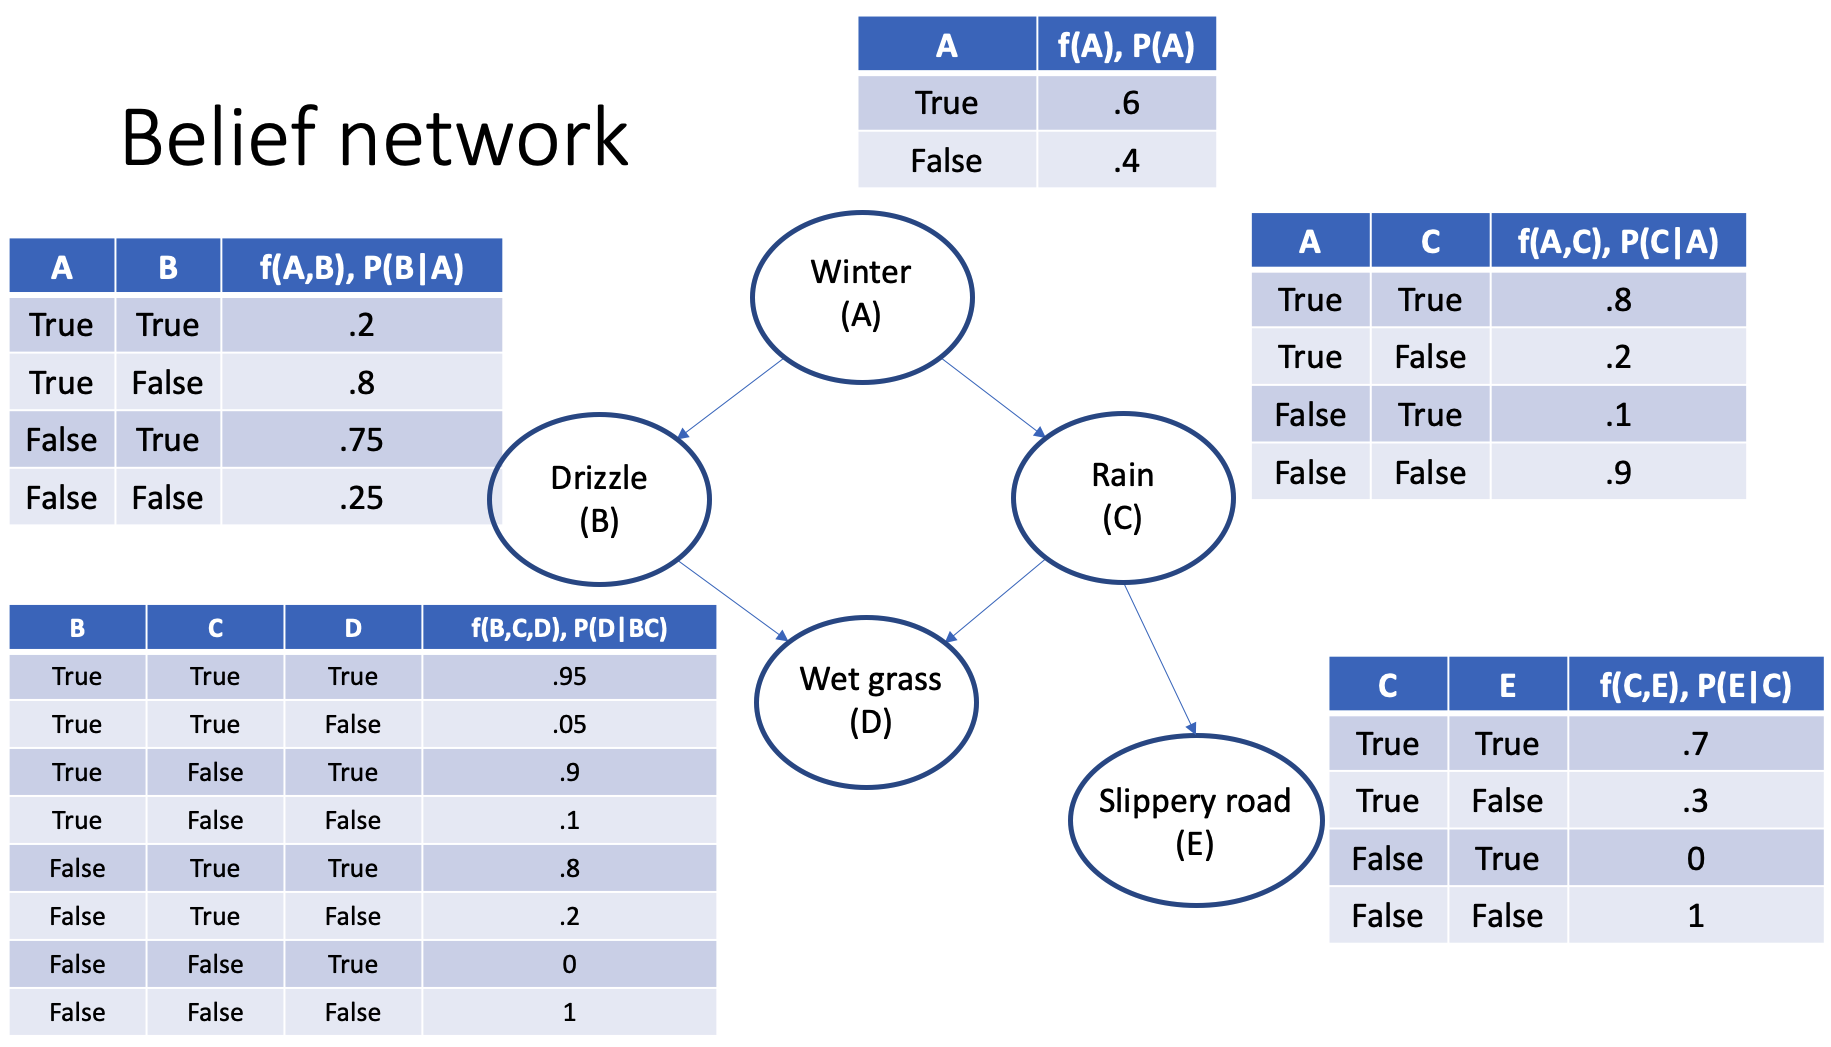 Belief network
A f(A), P(A)
True .6
False .4
A B f(A,B), P(B|A)
True True .2
True False .8
False True .75
False False .25
Winter
(A)
A C f(A,C), P(C|A)
True True .8
True False .2
False True .1
False False .9
Drizzle
(B)
Rain
(C)
B C D f(B,C,D), P(D|BC)
True True True .95
True True False .05
True False True .9
True False False .1
False True True .8
False True False .2
False False True 0
False False False 1
Wet grass
(D)
Slippery road
(E)
C E f(C,E), P(E|C)
True True .7
True False .3
False True 0
False False 1